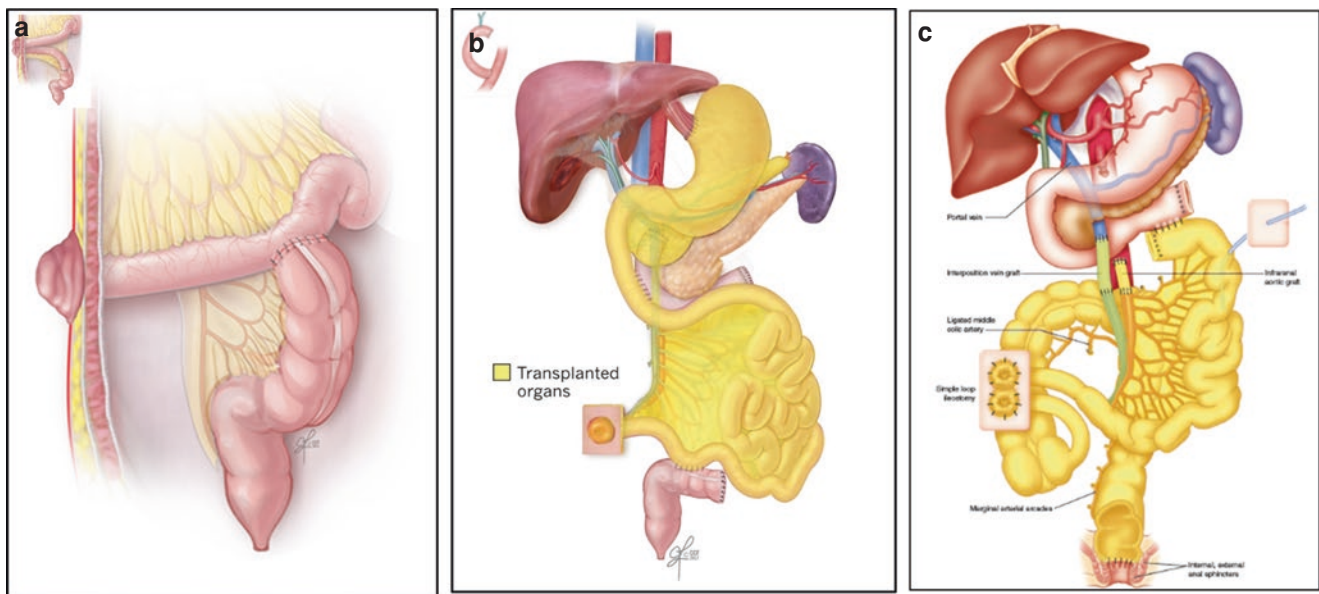 a
b
Transplanted
organs
c
Portal vein
Interposition vein graft
Infrarenal
aortic graft
Ligated middle
colic artery
Simple loop
ileostomy
Marginal arterial arcades
Internal, external
anal sphincters